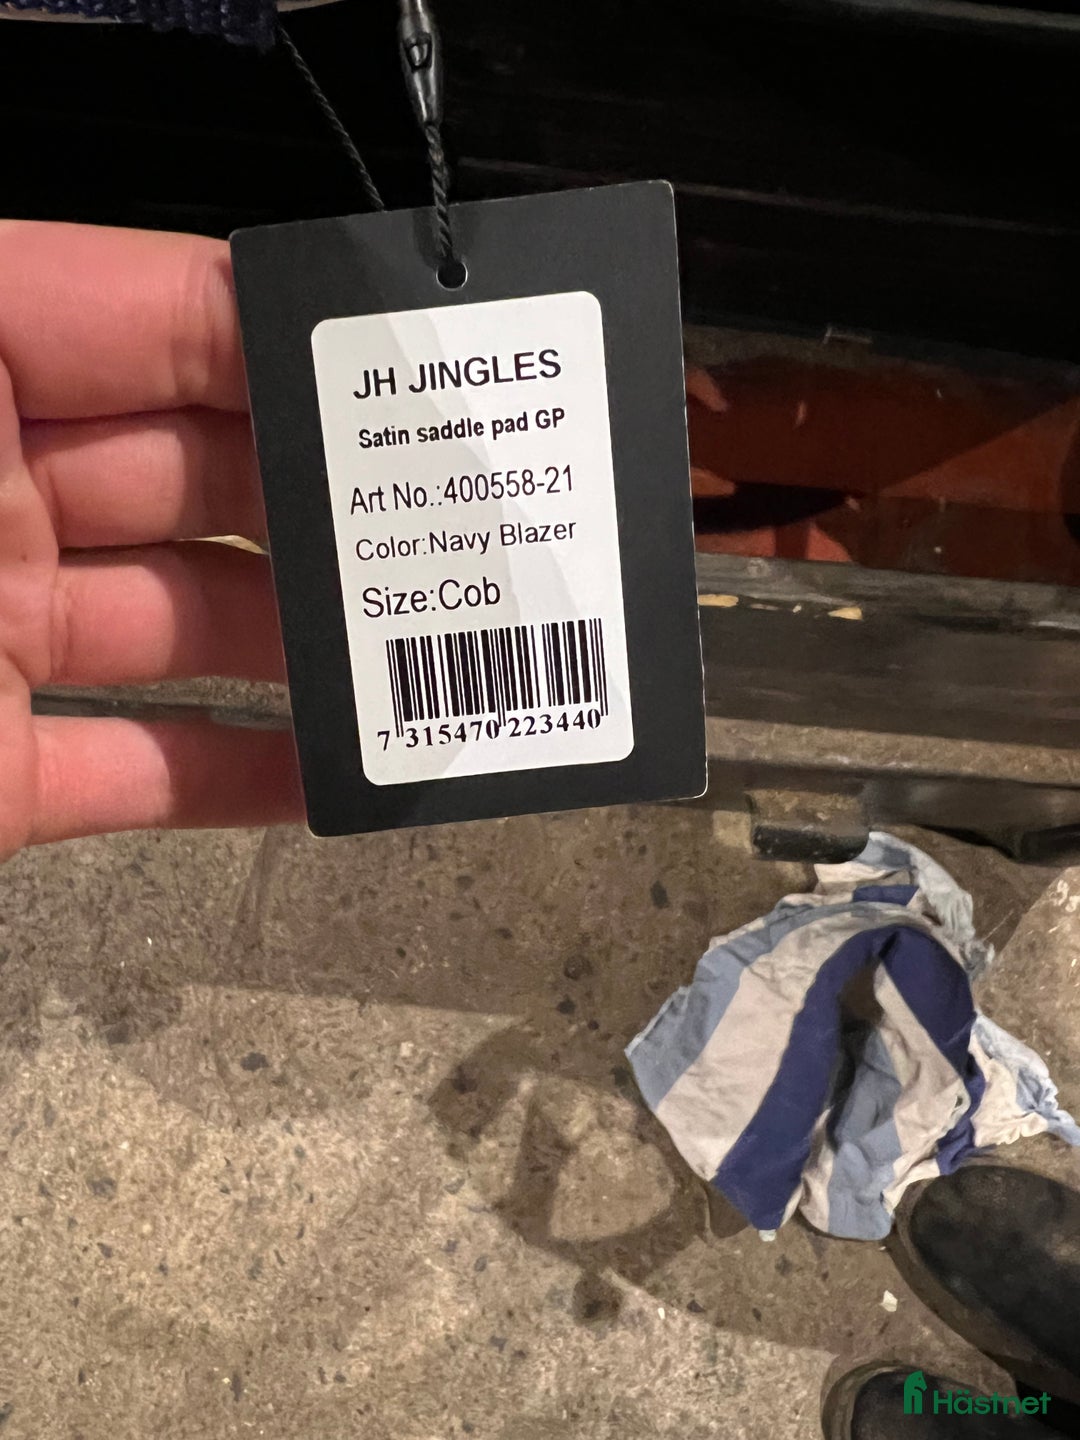 JH JINGLES
Satin saddle pad GP
Art No.:400558-21
Color:Navy Blazer
Size:Cob
7 315470 223440
Hästnet